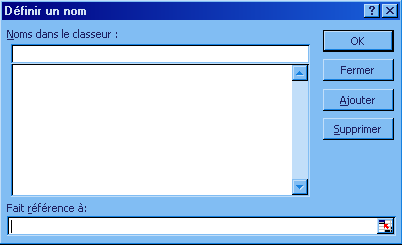 Définir un nom
Noms dans le classeur :
OK
Fermer
Ajouter
Supprimer
Fait référence à: